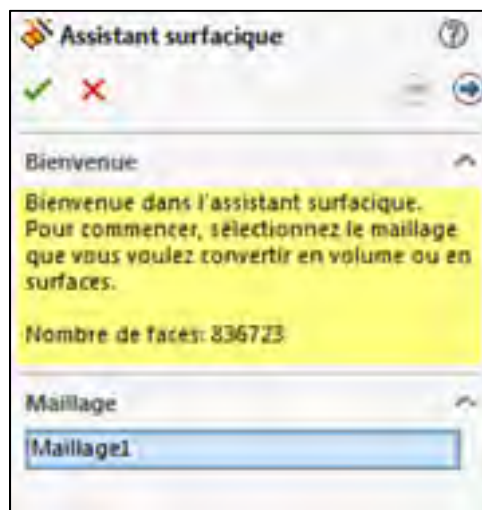 Assistant surfacique
Bienvenue
Bienvenue dans l'assistant surfacique.
Pour commencer, sélectionnez le maillage
que vous voulez convertir en volume ou en
surfaces.
Nombre de faces: 836723
Maillage
Maillage1